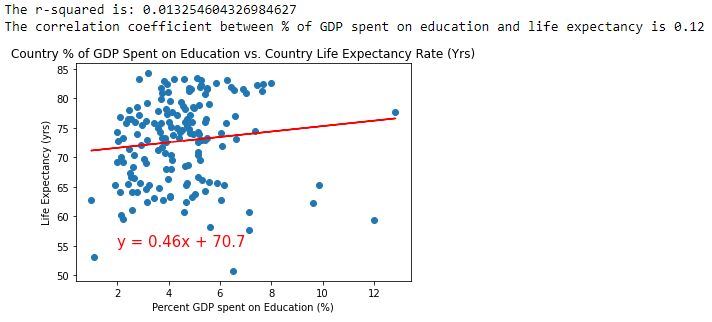 The r-squared is: 0.013254604326984627
The correlation coefficient between % of GDP spent on education and life expectancy is 0.12
Country % of GDP Spent on Education vs. Country Life Expectancy Rate (Yrs)
85
80
75
70
65
60
55
50
Life Expectancy (yrs)
y = 0.46x + 70.7
2 4 6 8 10 12
Percent GDP spent on Education (%)